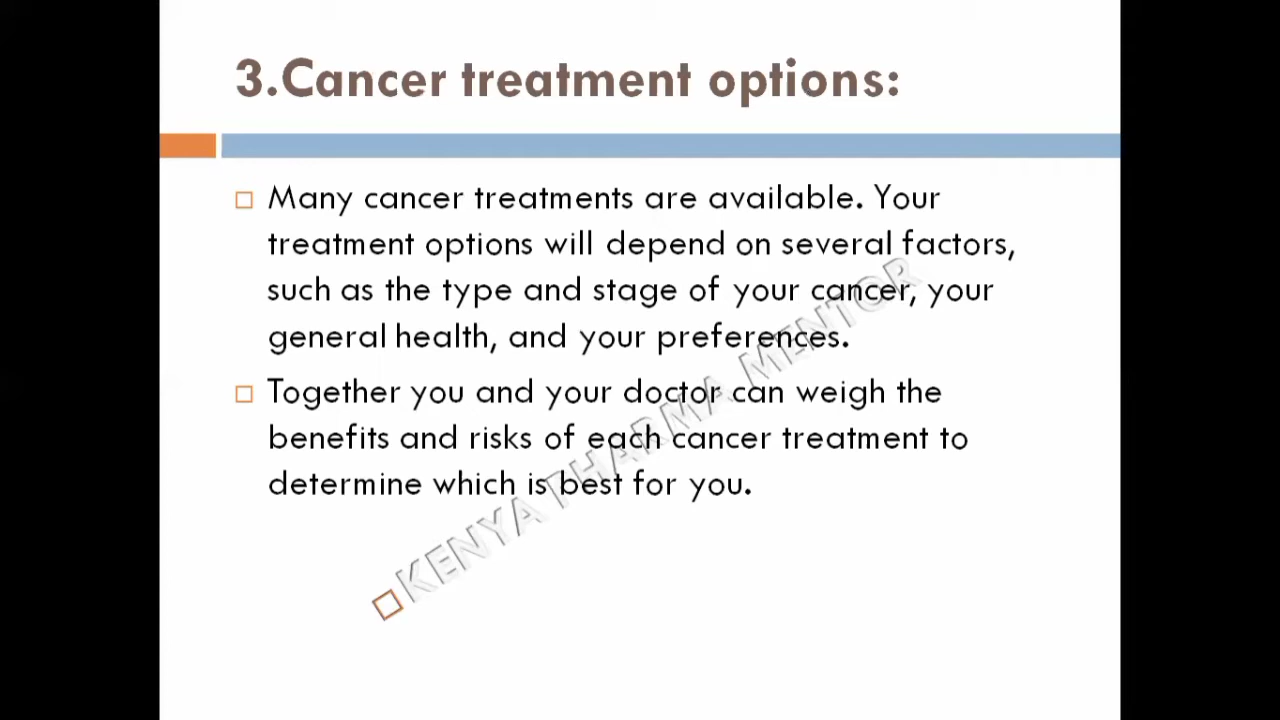 3.Cancer treatment options:
Many cancer treatments are available. Your
treatment options will depend on several factors,
such as the type and stage of your cancer, your
general health, and your preferences.
Together you and your doctor can weigh the
benefits and risks of each cancer treatment to
determine which is best for you.
KENYA PHARMA MENTOR